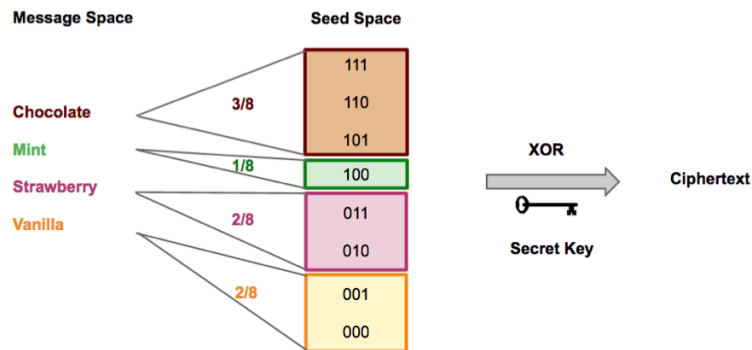 Message Space
Seed Space
Chocolate
Mint
Strawberry
Vanilla
3/8
1/8
2/8
2/8
111
110
101
100
011
010
001
000
XOR
Secret Key
Ciphertext